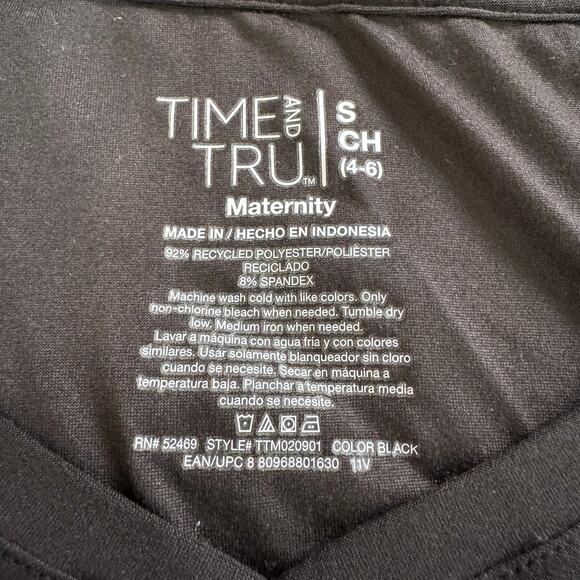 TIME AND TRU™
S
CH
(4-6)
Maternity
MADE IN / HECHO EN INDONESIA
92% RECYCLED POLYESTER/POLIÉSTER
RECICLADO
8% SPANDEX
Machine wash cold with like colors. Only
non-chlorine bleach when needed. Tumble dry
low. Medium iron when needed.
Lavar a máquina con agua fría y con colores
similares. Usar solamente blanqueador sin cloro
cuando se necesite. Secar en máquina a
temperatura baja. Planchar a temperatura media
cuando se necesite.
RN# 52469 STYLE# TTM020901 COLOR BLACK
EAN/UPC 8 80968801630 11V